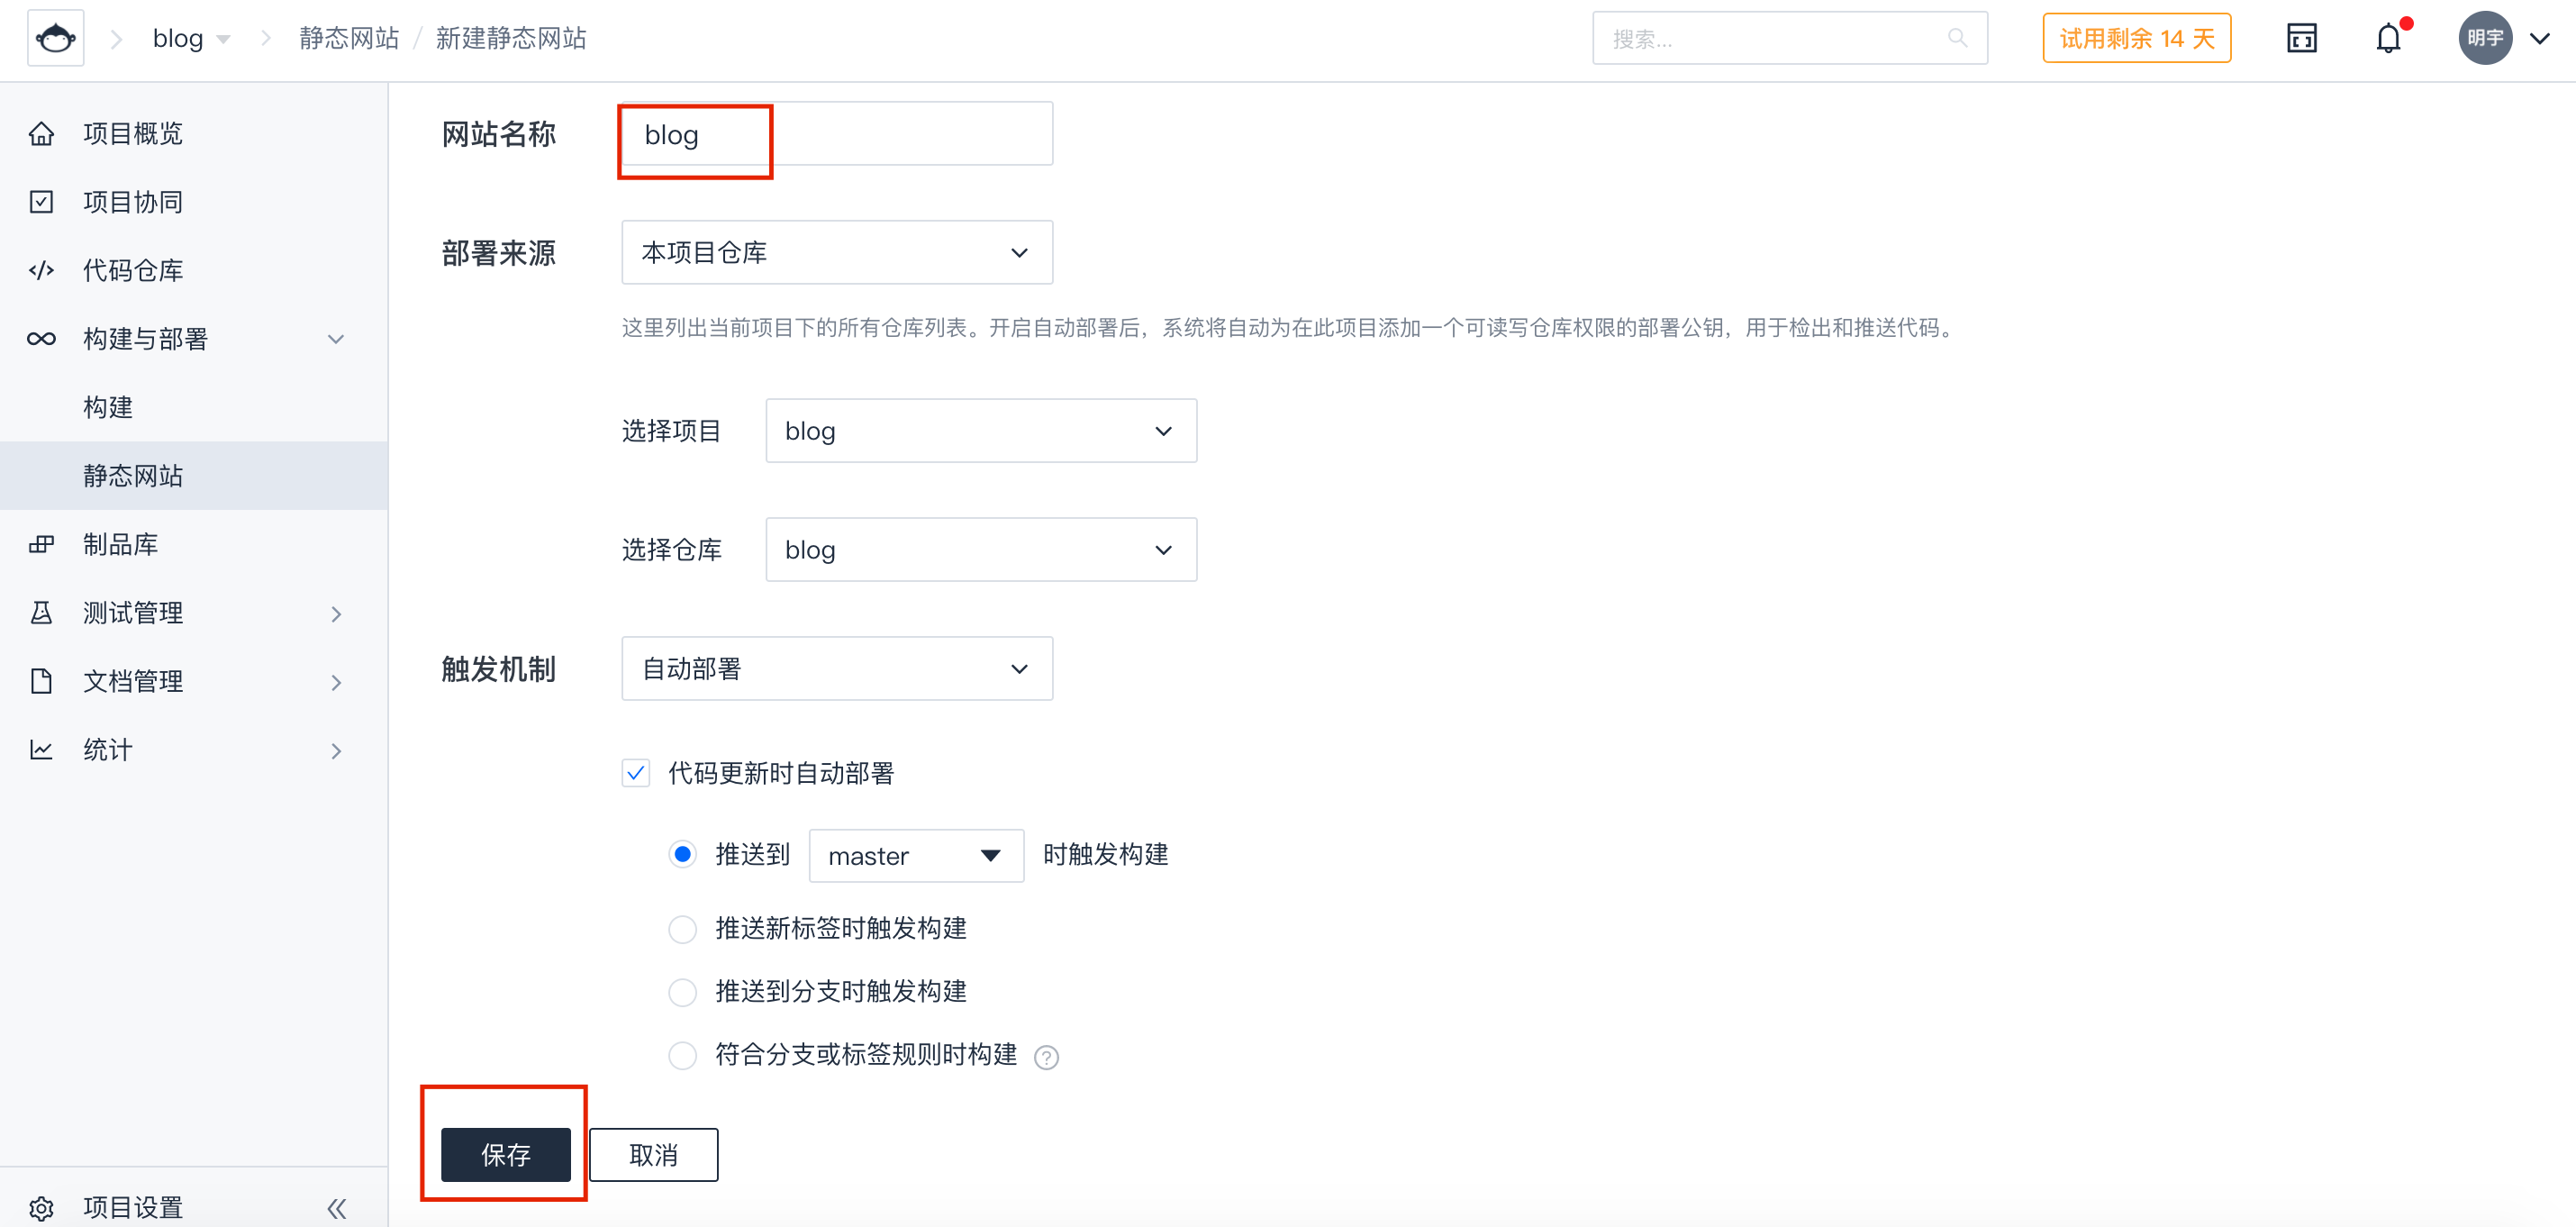 blog
静态网站 / 新建静态网站
搜索...
试用剩余 14 天
明宇
项目概览
项目协同
代码仓库
构建与部署
构建
静态网站
制品库
测试管理
文档管理
统计
项目设置
网站名称
blog
部署来源
本项目仓库
这里列出当前项目下的所有仓库列表。开启自动部署后，系统将自动为在此项目添加一个可读写仓库权限的部署公钥，用于检出和推送代码。
选择项目
blog
选择仓库
blog
触发机制
自动部署
代码更新时自动部署
推送到 master 时触发构建
推送新标签时触发构建
推送到分支时触发构建
符合分支或标签规则时构建 ?
保存
取消